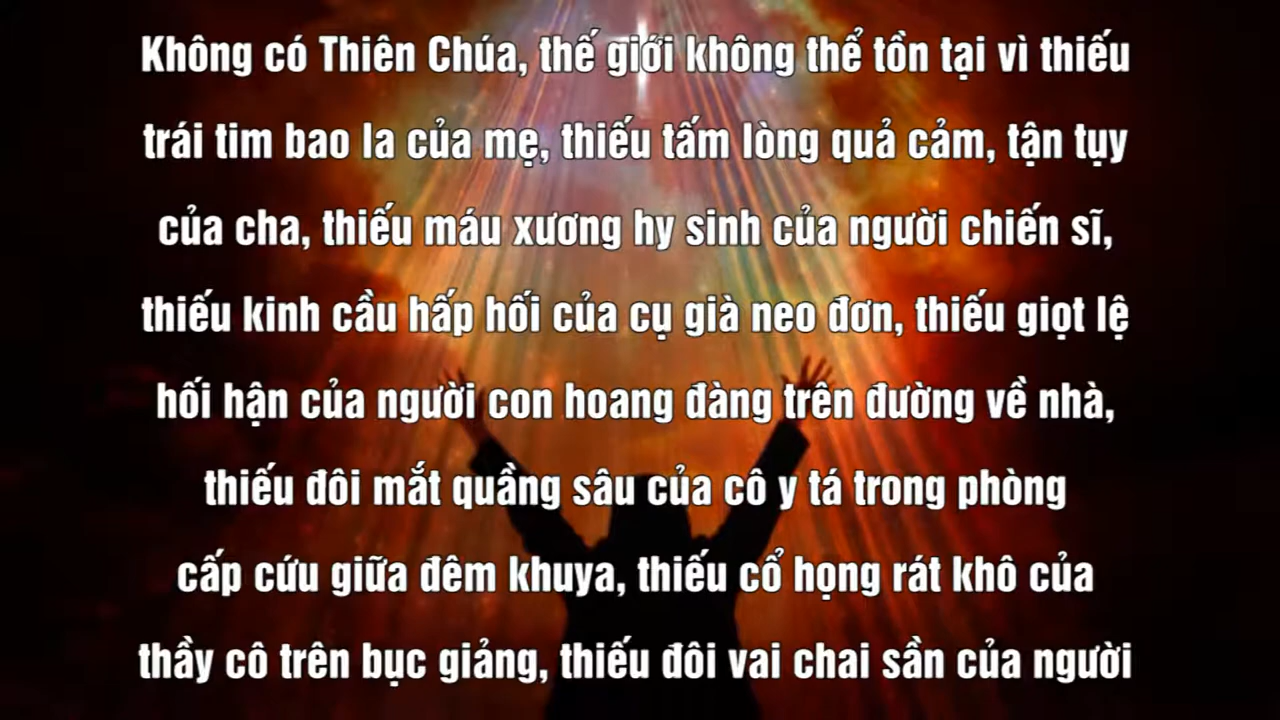 Không có Thiên Chúa, thế giới không thể tồn tại vì thiếu
trái tim bao la của mẹ, thiếu tấm lòng quả cảm, tận tụy
của cha, thiếu máu xương hy sinh của người chiến sĩ,
thiếu kinh cầu hấp hối của cụ già neo đơn, thiếu giọt lệ
hối hận của người con hoang đàng trên đường về nhà,
thiếu đôi mắt quầng sâu của cô y tá trong phòng
cấp cứu giữa đêm khuya, thiếu cổ họng rát khô của
thầy cô trên bục giảng, thiếu đôi vai chai sần của người